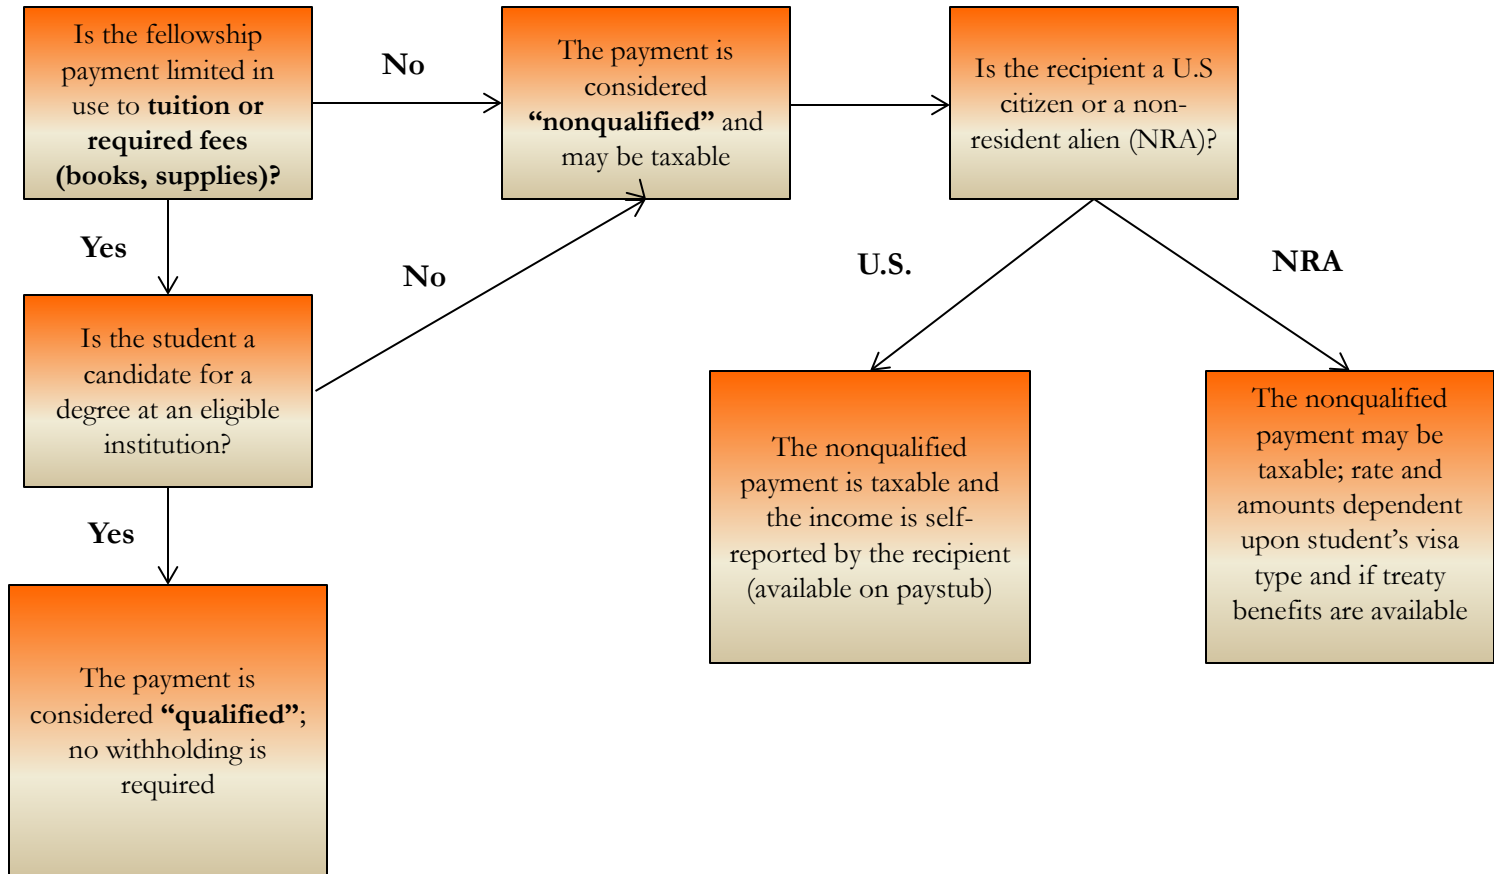 Is the fellowship
payment limited in
use to tuition or
required fees
(books, supplies)?
No
The payment is
considered
“nonqualified” and
may be taxable
Is the recipient a U.S
citizen or a non-
resident alien (NRA)?
Yes
No
U.S.
NRA
Is the student a
candidate for a
degree at an eligible
institution?
Yes
The payment is
considered “qualified”;
no withholding is
required
The nonqualified
payment is taxable and
the income is self-
reported by the recipient
(available on paystub)
The nonqualified
payment may be
taxable; rate and
amounts dependent
upon student’s visa
type and if treaty
benefits are available